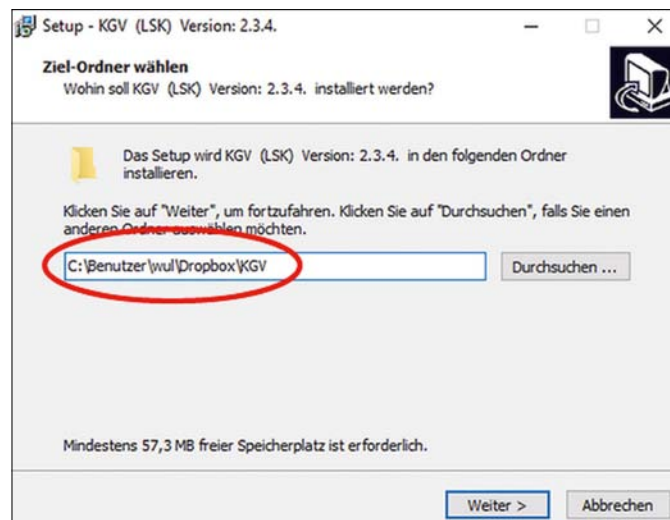 Setup - KGV (LSK) Version: 2.3.4.
Ziel-Ordner wählen
Wohin soll KGV (LSK) Version: 2.3.4. installiert werden?
Das Setup wird KGV (LSK) Version: 2.3.4. in den folgenden Ordner
installieren.
Klicken Sie auf "Weiter", um fortzufahren. Klicken Sie auf "Durchsuchen", falls Sie einen
anderen Ordner auswählen möchten.
C:\Benutzer\wul\Dropbox\KGV
Durchsuchen ...
Mindestens 57,3 MB freier Speicherplatz ist erforderlich.
Weiter >
Abbrechen